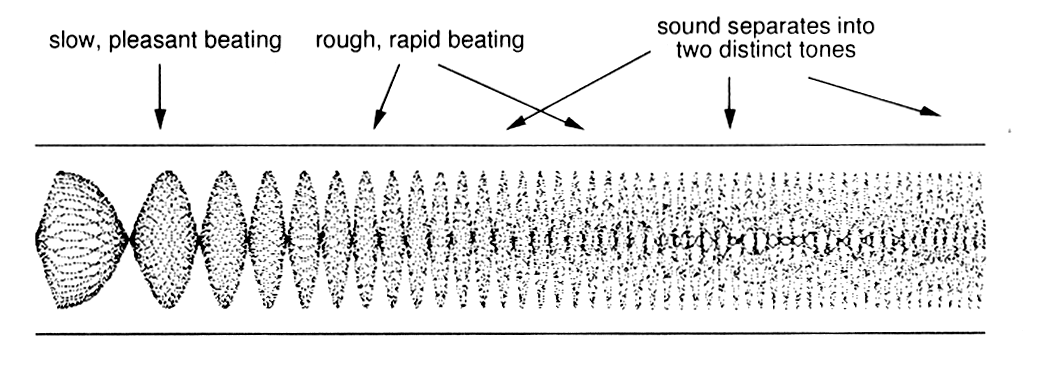 slow, pleasant beating
rough, rapid beating
sound separates into
two distinct tones